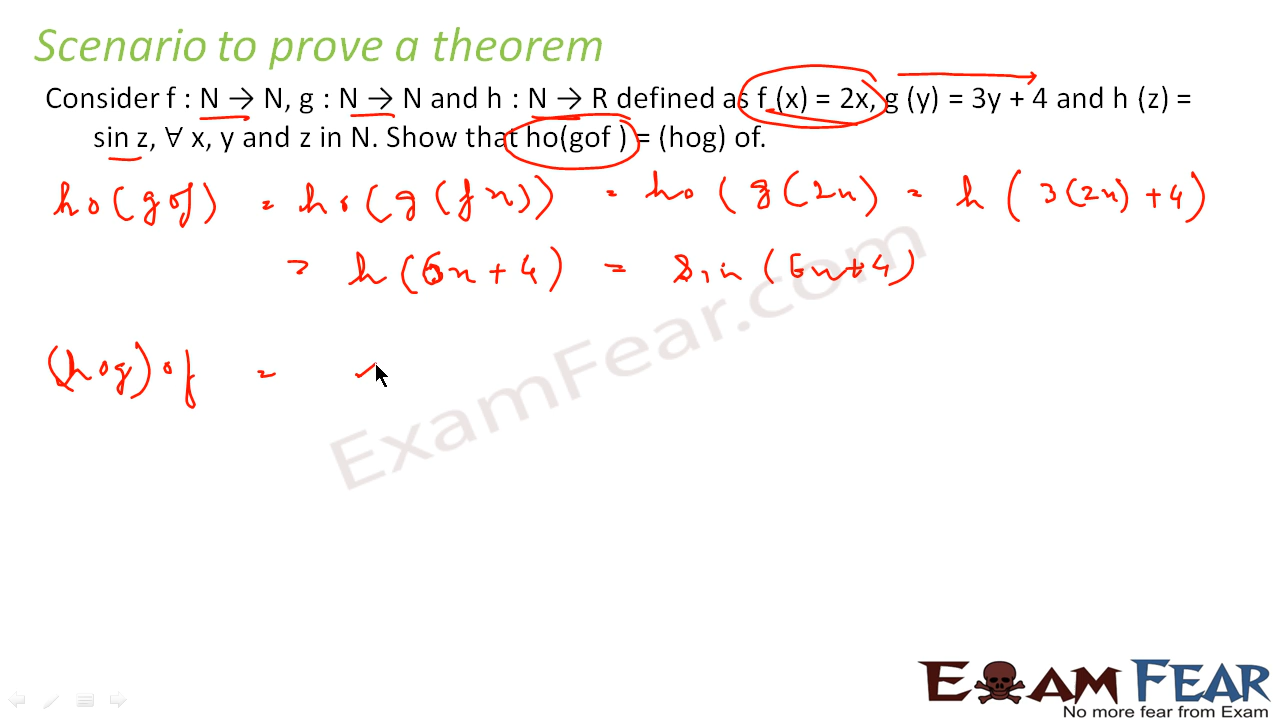 Scenario to prove a theorem
Consider f : N → N, g : N → N and h : N → R defined as f (x) = 2x, g (y) = 3y + 4 and h (z) =
sin z, ∀ x, y and z in N. Show that ho(gof ) = (hog) of.
ho(gof) = ho(g(fx)) = ho(g(2x) = h(3(2x)+4)
= h(6x+4) = sin(6x+4)
(hog)of =
ExamFear.com
EXAM FEAR
No more fear from Exam